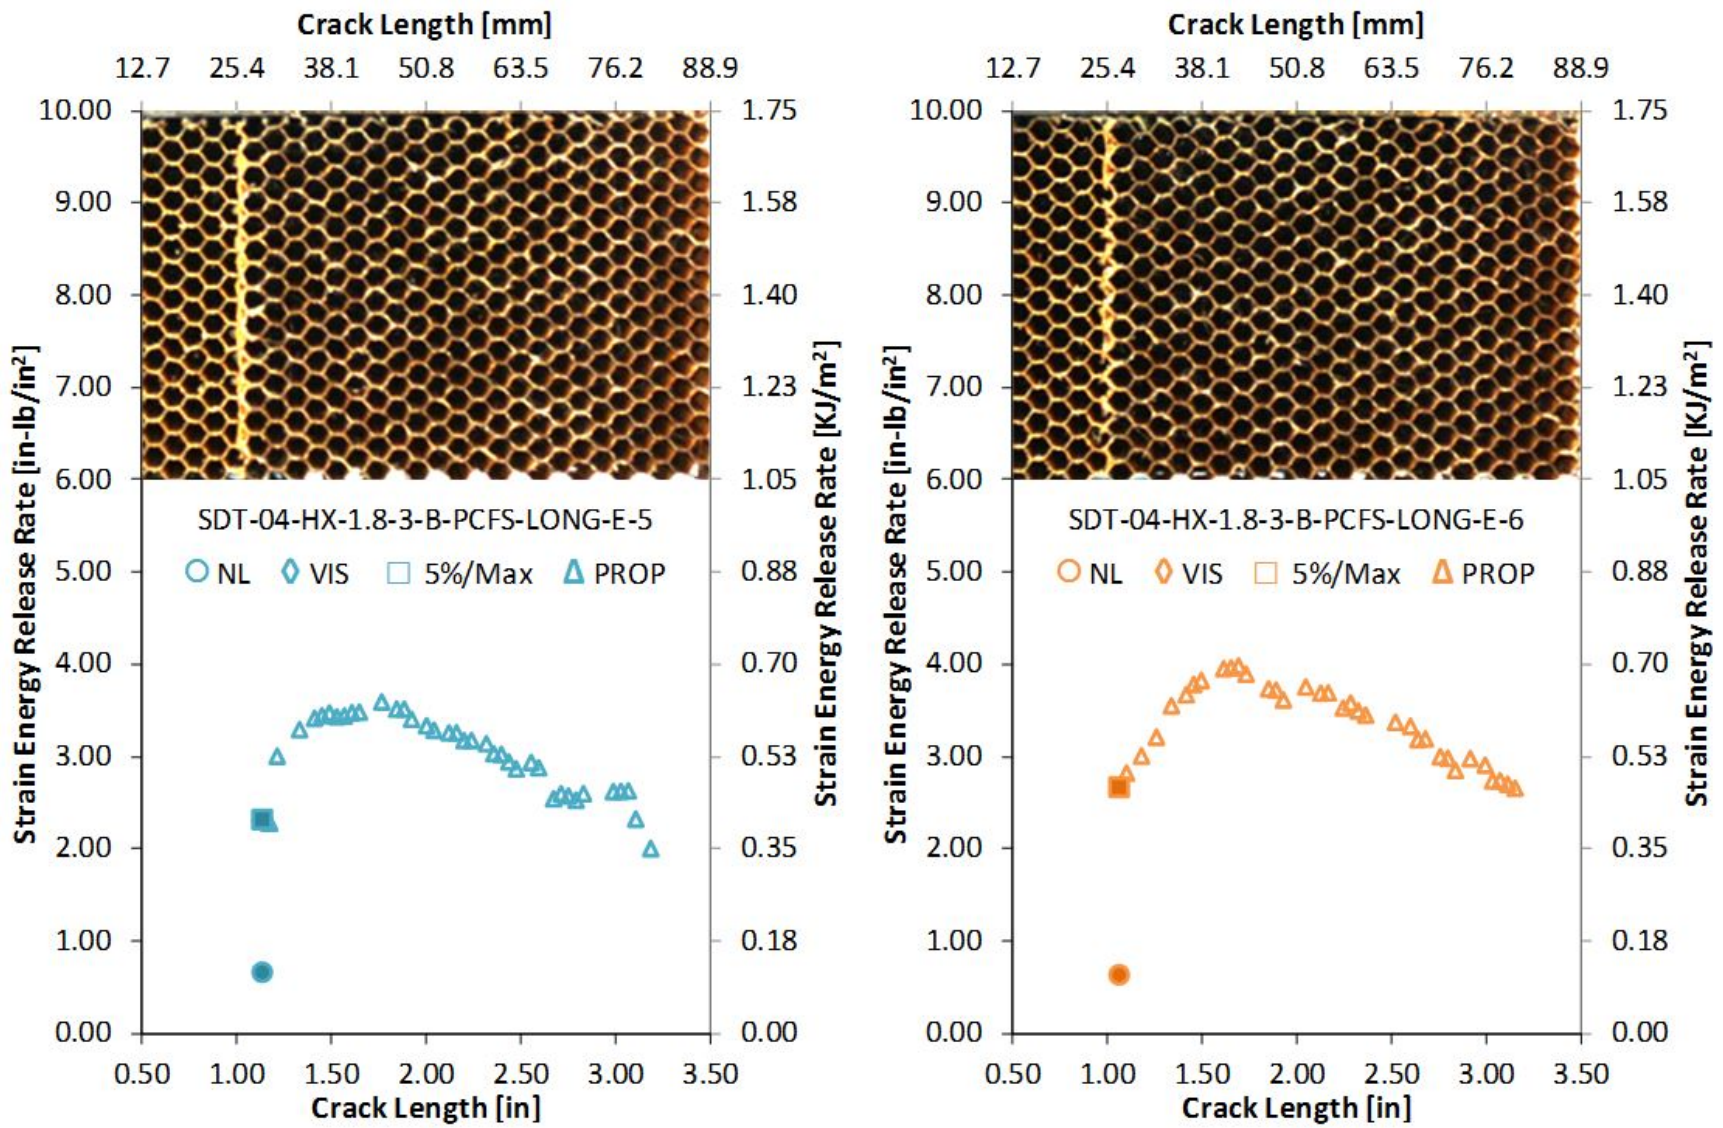 Crack Length [mm]
12.7 25.4 38.1 50.8 63.5 76.2 88.9
10.00
9.00
8.00
7.00
6.00
5.00
4.00
3.00
2.00
1.00
0.00
Strain Energy Release Rate [in-lb/in²]
1.75
1.58
1.40
1.23
1.05
0.88
0.70
0.53
0.35
0.18
0.00
Strain Energy Release Rate [KJ/m²]
SDT-04-HX-1.8-3-B-PCFS-LONG-E-5
NL VIS 5%/Max PROP
0.50 1.00 1.50 2.00 2.50 3.00 3.50
Crack Length [in]
Crack Length [mm]
12.7 25.4 38.1 50.8 63.5 76.2 88.9
10.00
9.00
8.00
7.00
6.00
5.00
4.00
3.00
2.00
1.00
0.00
Strain Energy Release Rate [in-lb/in²]
1.75
1.58
1.40
1.23
1.05
0.88
0.70
0.53
0.35
0.18
0.00
Strain Energy Release Rate [KJ/m²]
SDT-04-HX-1.8-3-B-PCFS-LONG-E-6
NL VIS 5%/Max PROP
0.50 1.00 1.50 2.00 2.50 3.00 3.50
Crack Length [in]